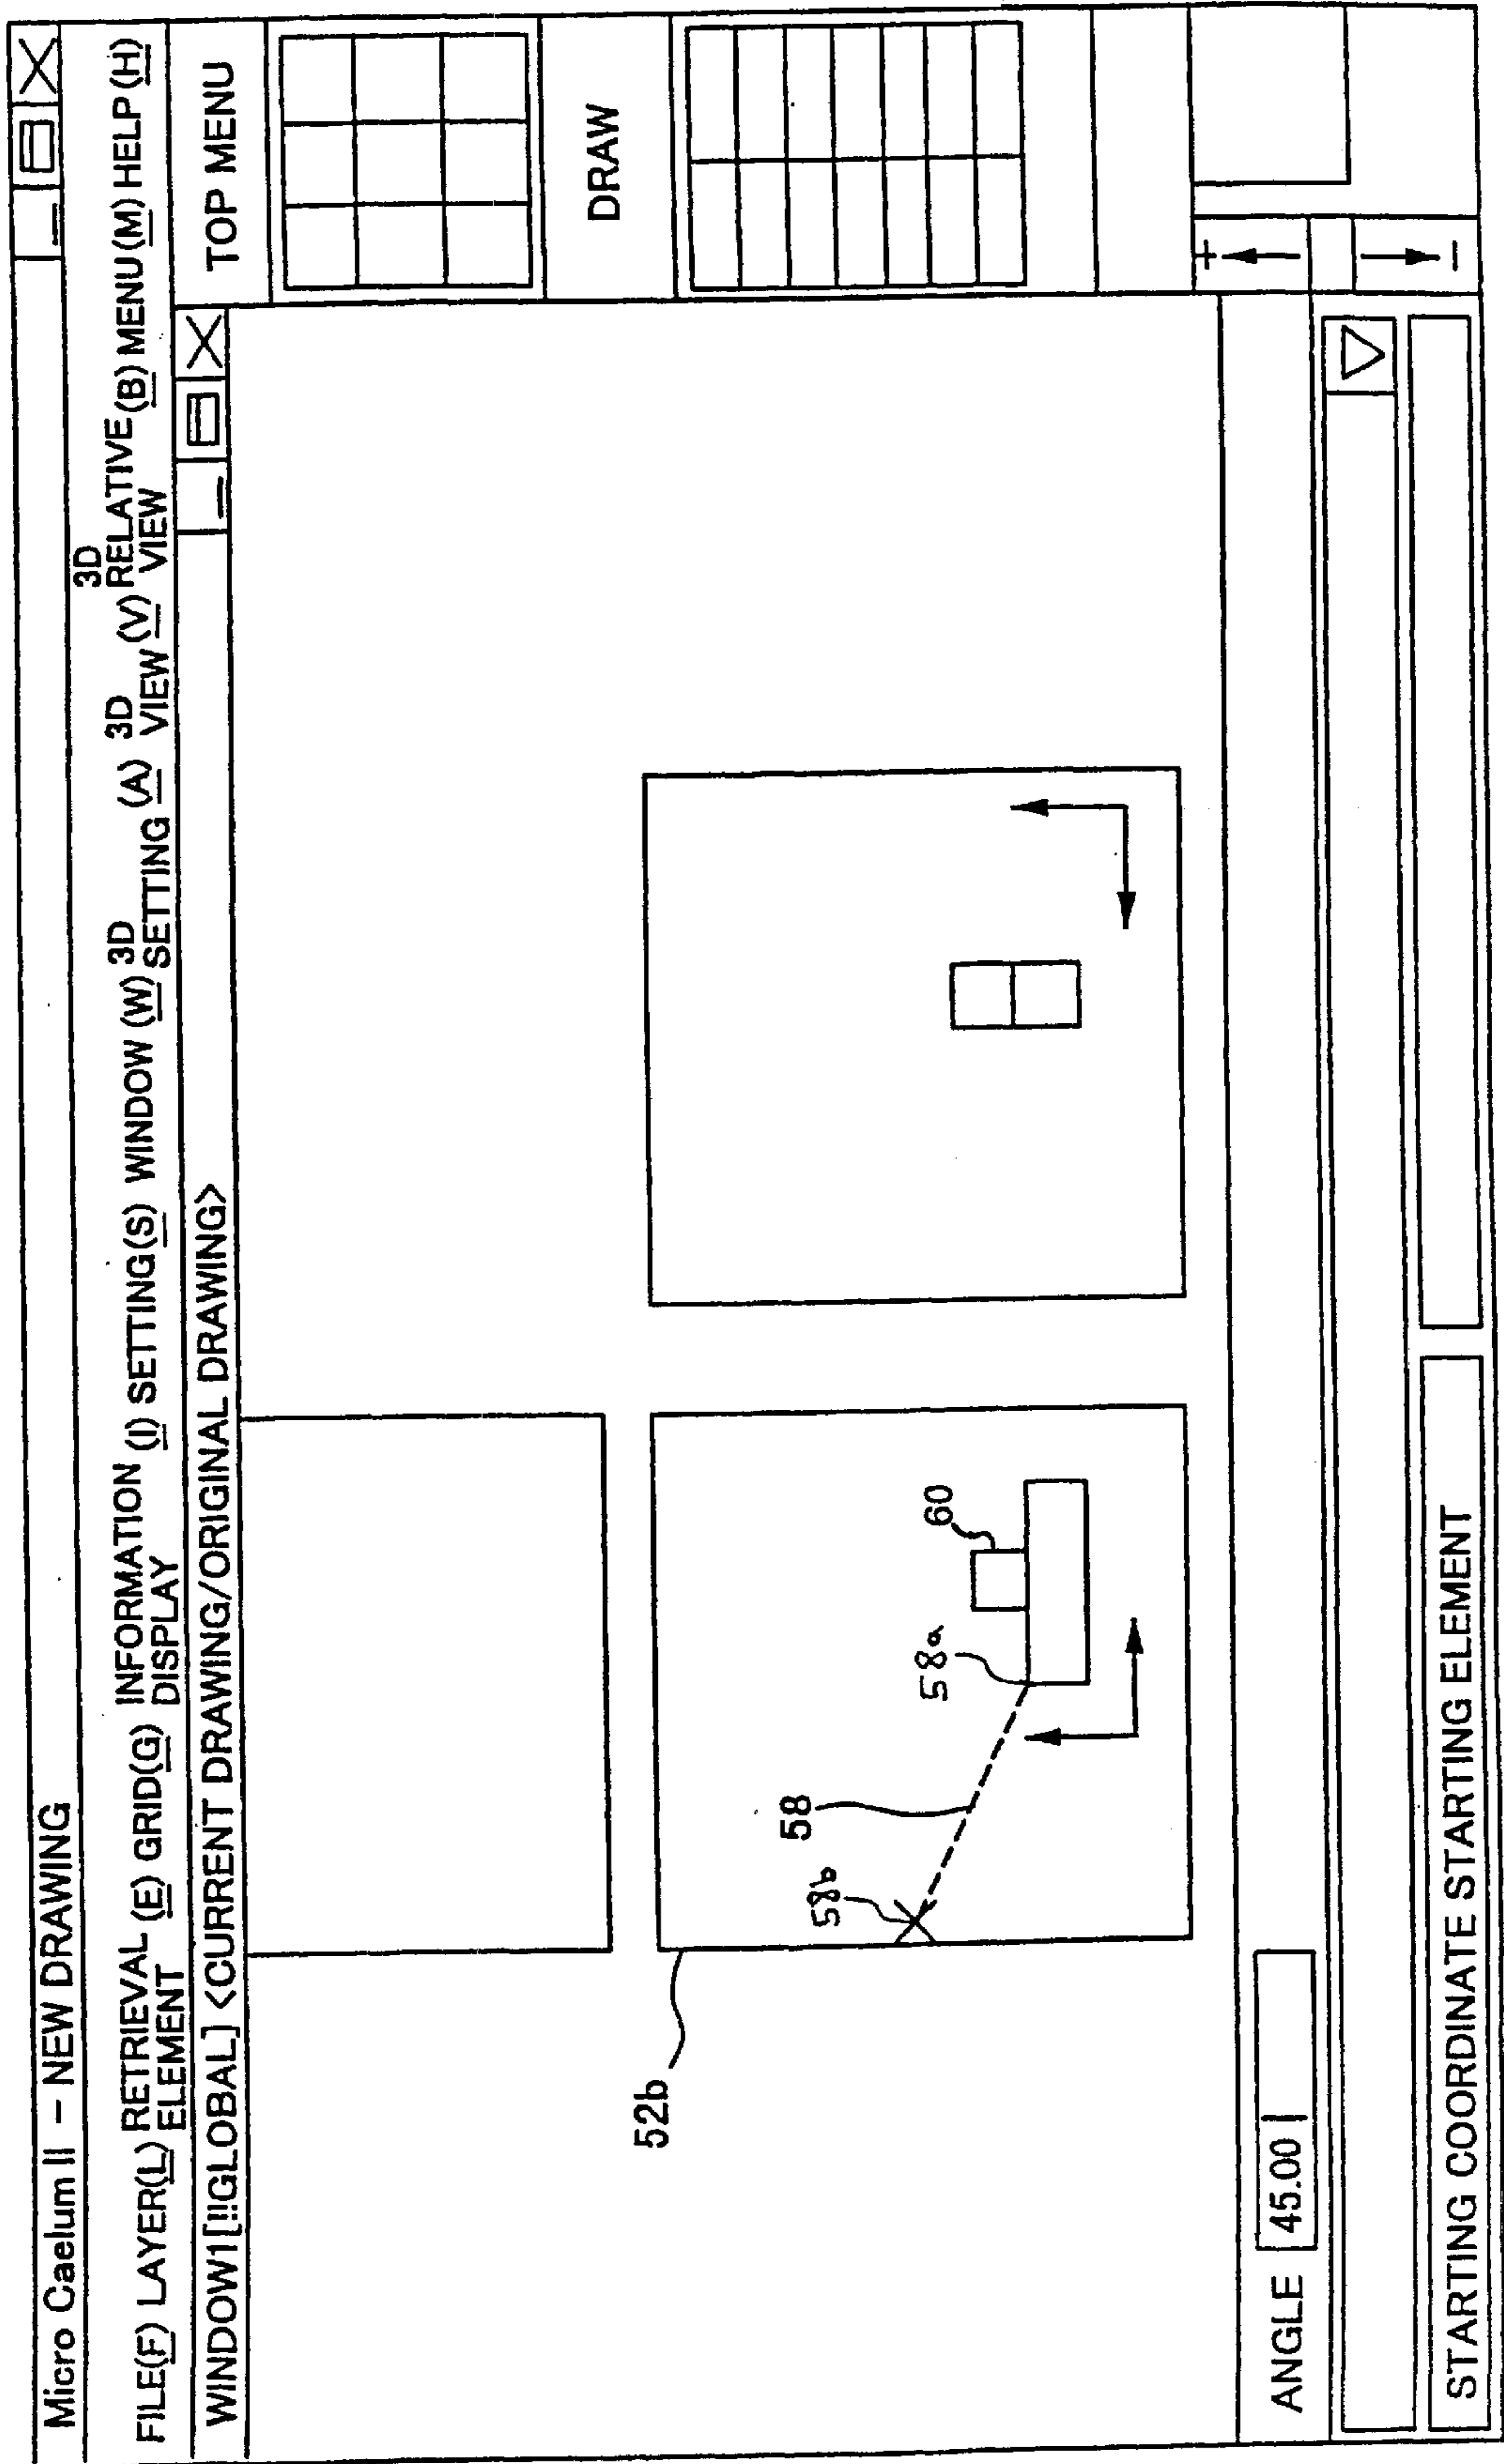 Micro Caelum II – NEW DRAWING
FILE(F) LAYER(L) RETRIEVAL ELEMENT (E) GRID(G) INFORMATION DISPLAY (I) SETTING(S) WINDOW (W) 3D SETTING (A) 3D VIEW (V) 3D RELATIVE VIEW (B) MENU(M) HELP(H)
WINDOW1[!!GLOBAL] <CURRENT DRAWING/ORIGINAL DRAWING>
TOP MENU
DRAW
52b
58b
58
58a
60
+
−
ANGLE 45.00
STARTING COORDINATE STARTING ELEMENT